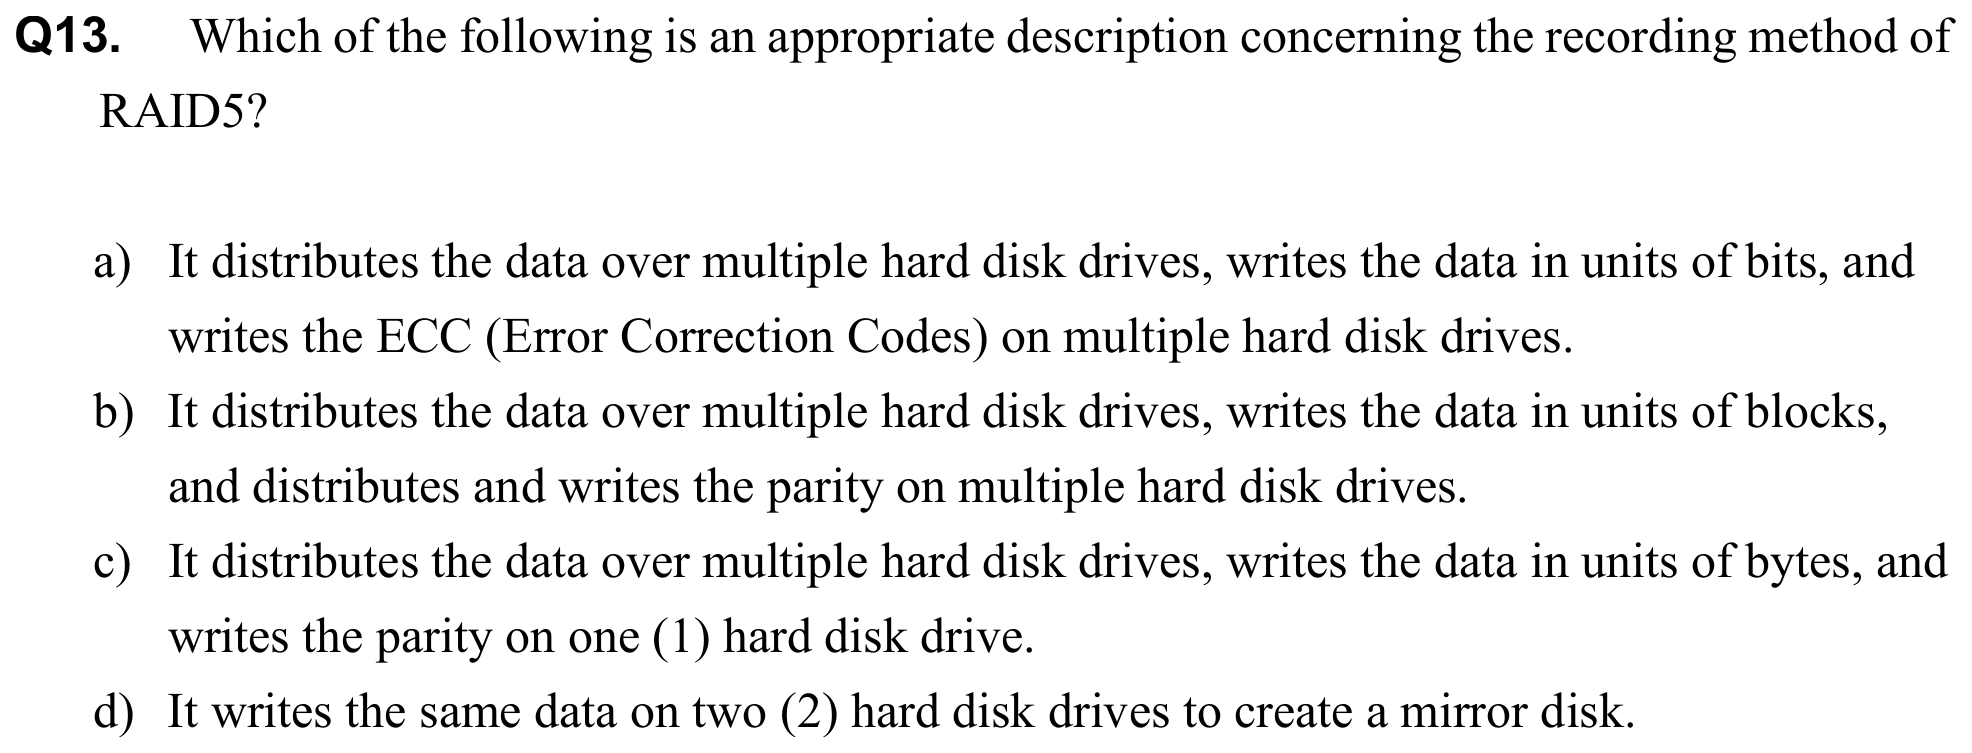 Q13. Which of the following is an appropriate description concerning the recording method of
RAID5?
a) It distributes the data over multiple hard disk drives, writes the data in units of bits, and
writes the ECC (Error Correction Codes) on multiple hard disk drives.
b) It distributes the data over multiple hard disk drives, writes the data in units of blocks,
and distributes and writes the parity on multiple hard disk drives.
c) It distributes the data over multiple hard disk drives, writes the data in units of bytes, and
writes the parity on one (1) hard disk drive.
d) It writes the same data on two (2) hard disk drives to create a mirror disk.